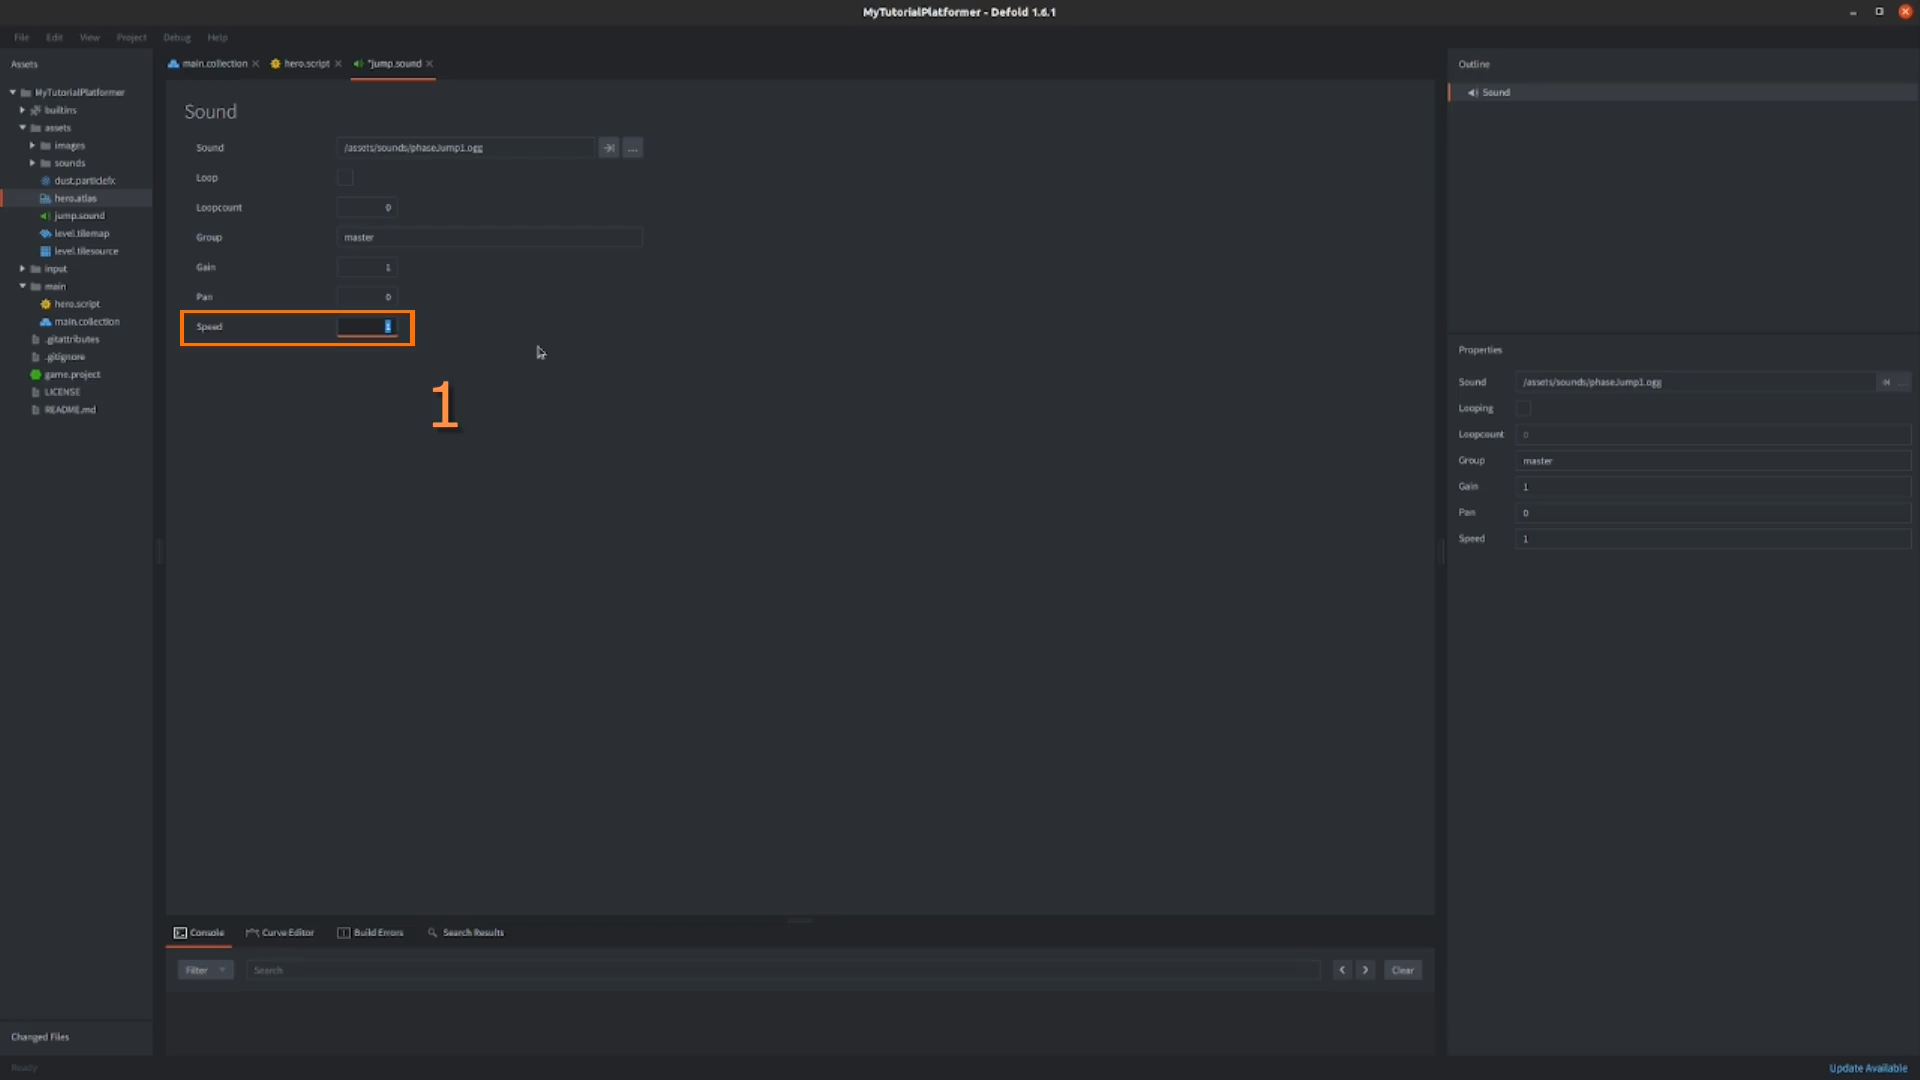 MyTutorialPlatformer - Defold 1.6.1
File Edit View Project Debug Help
Assets
MyTutorialPlatformer
builtins
assets
images
sounds
dust.particlefx
hero.atlas
jump.sound
level.tilemap
level.tilesource
input
main
hero.script
main.collection
.gitattributes
.gitignore
game.project
LICENSE
README.md
Changed Files
Ready
main.collection hero.script *jump.sound
Sound
Sound /assets/sounds/phaseJump1.ogg ...
Loop
Loopcount 0
Group master
Gain 1
Pan 0
Speed 1
1
Console Curve Editor Build Errors Search Results
Filter Search Clear
Outline
Sound
Properties
Sound /assets/sounds/phaseJump1.ogg ...
Looping
Loopcount 0
Group master
Gain 1
Pan 0
Speed 1
Update Available